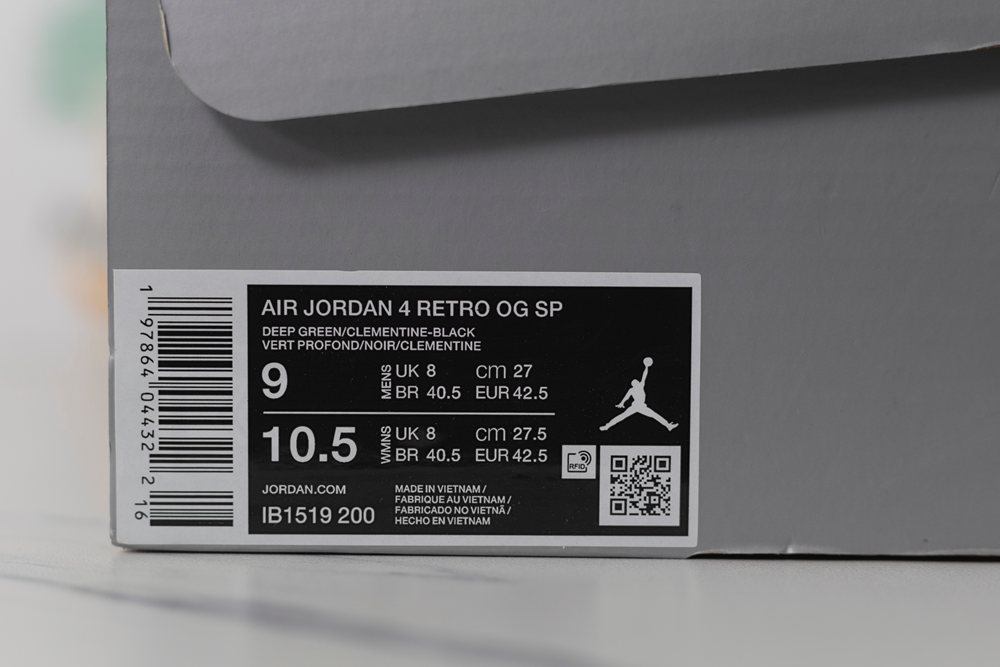 1 97864 04432 2 16
AIR JORDAN 4 RETRO OG SP
DEEP GREEN/CLEMENTINE-BLACK
VERT PROFOND/NOIR/CLEMENTINE
9
MENS
UK 8 cm 27
BR 40.5 EUR 42.5
10.5
WMNS
UK 8 cm 27.5
BR 40.5 EUR 42.5
RFID
JORDAN.COM
IB1519 200
MADE IN VIETNAM /
FABRIQUE AU VIETNAM /
FABRICADO NO VIETNÃ /
HECHO EN VIETNAM